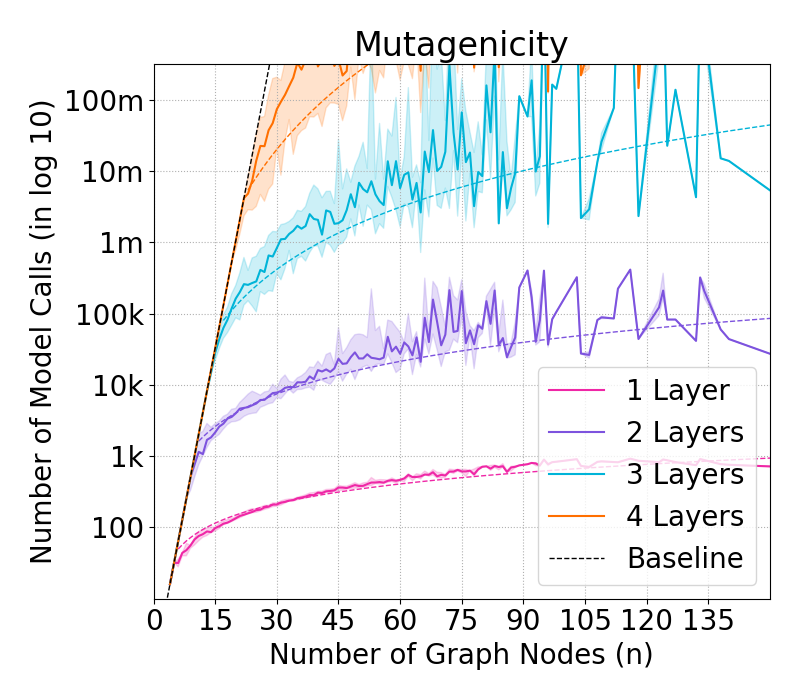 Mutagenicity
Number of Model Calls (in log 10)
100m
10m
1m
100k
10k
1k
100
1 Layer
2 Layers
3 Layers
4 Layers
Baseline
0 15 30 45 60 75 90 105 120 135
Number of Graph Nodes (n)